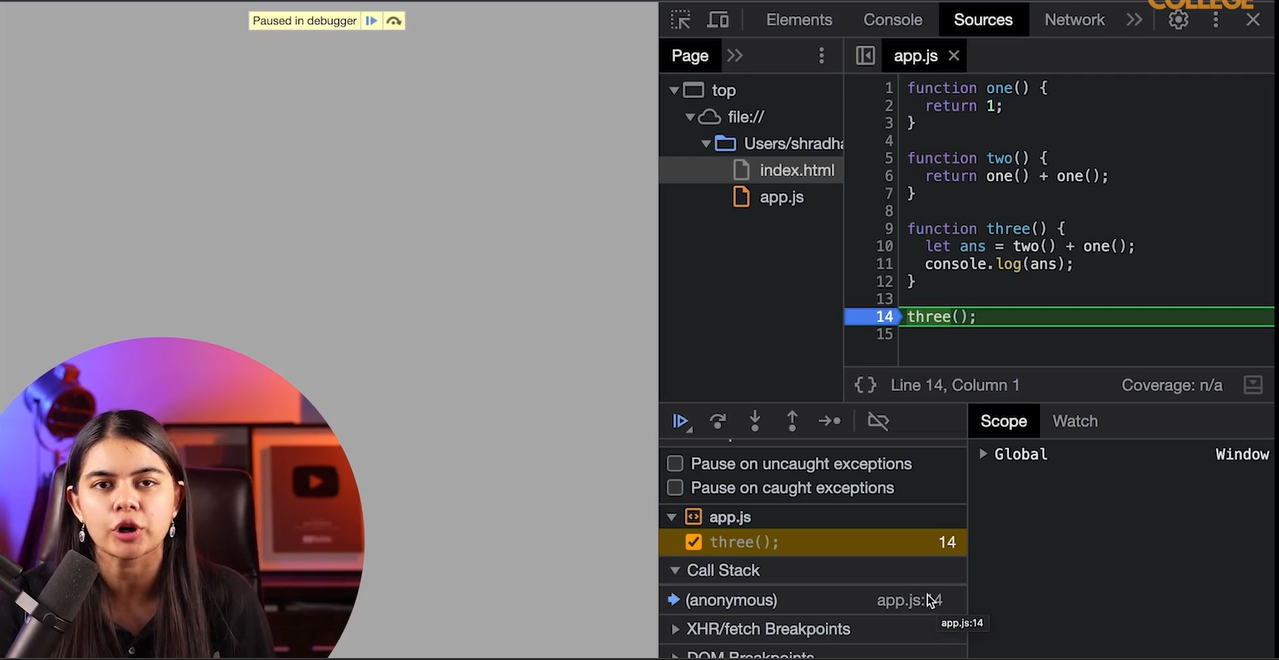 COLLEGE
Paused in debugger
Elements Console Sources Network
Page
app.js
top
file://
Users/shradha
index.html
app.js
1 function one() {
2 return 1;
3 }
4
5 function two() {
6 return one() + one();
7 }
8
9 function three() {
10 let ans = two() + one();
11 console.log(ans);
12 }
13
14 three();
15
{} Line 14, Column 1 Coverage: n/a
Scope Watch
Pause on uncaught exceptions
Pause on caught exceptions
app.js
three(); 14
Call Stack
(anonymous) app.js:14
app.js:14
XHR/fetch Breakpoints
DOM Breakpoints
Global Window